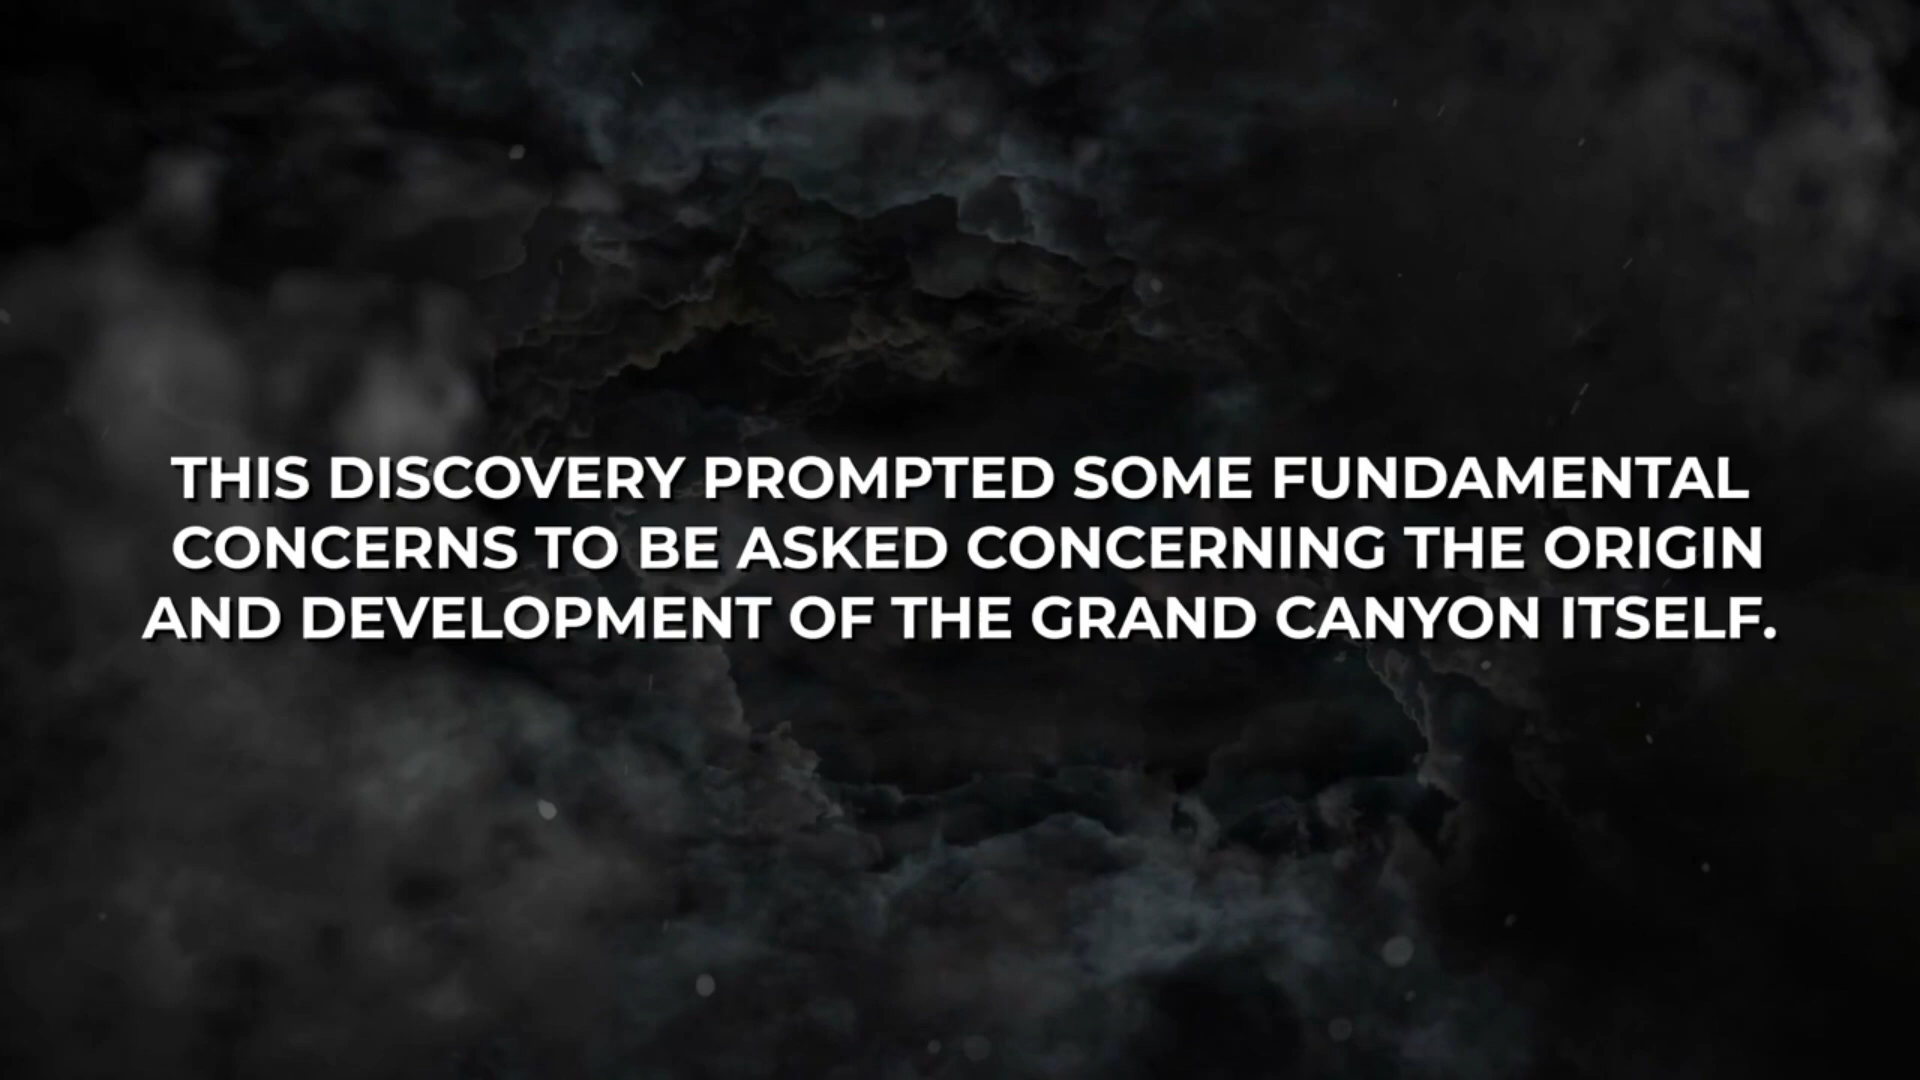 THIS DISCOVERY PROMPTED SOME FUNDAMENTAL
CONCERNS TO BE ASKED CONCERNING THE ORIGIN
AND DEVELOPMENT OF THE GRAND CANYON ITSELF.